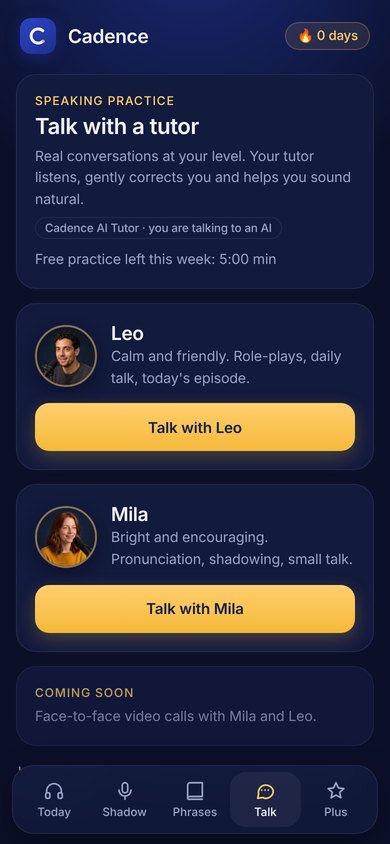 C Cadence
🔥 0 days
SPEAKING PRACTICE
Talk with a tutor
Real conversations at your level. Your tutor
listens, gently corrects you and helps you sound
natural.
Cadence AI Tutor · you are talking to an AI
Free practice left this week: 5:00 min
Leo
Calm and friendly. Role-plays, daily
talk, today's episode.
Talk with Leo
Mila
Bright and encouraging.
Pronunciation, shadowing, small talk.
Talk with Mila
COMING SOON
Face-to-face video calls with Mila and Leo.
Today
Shadow
Phrases
Talk
Plus